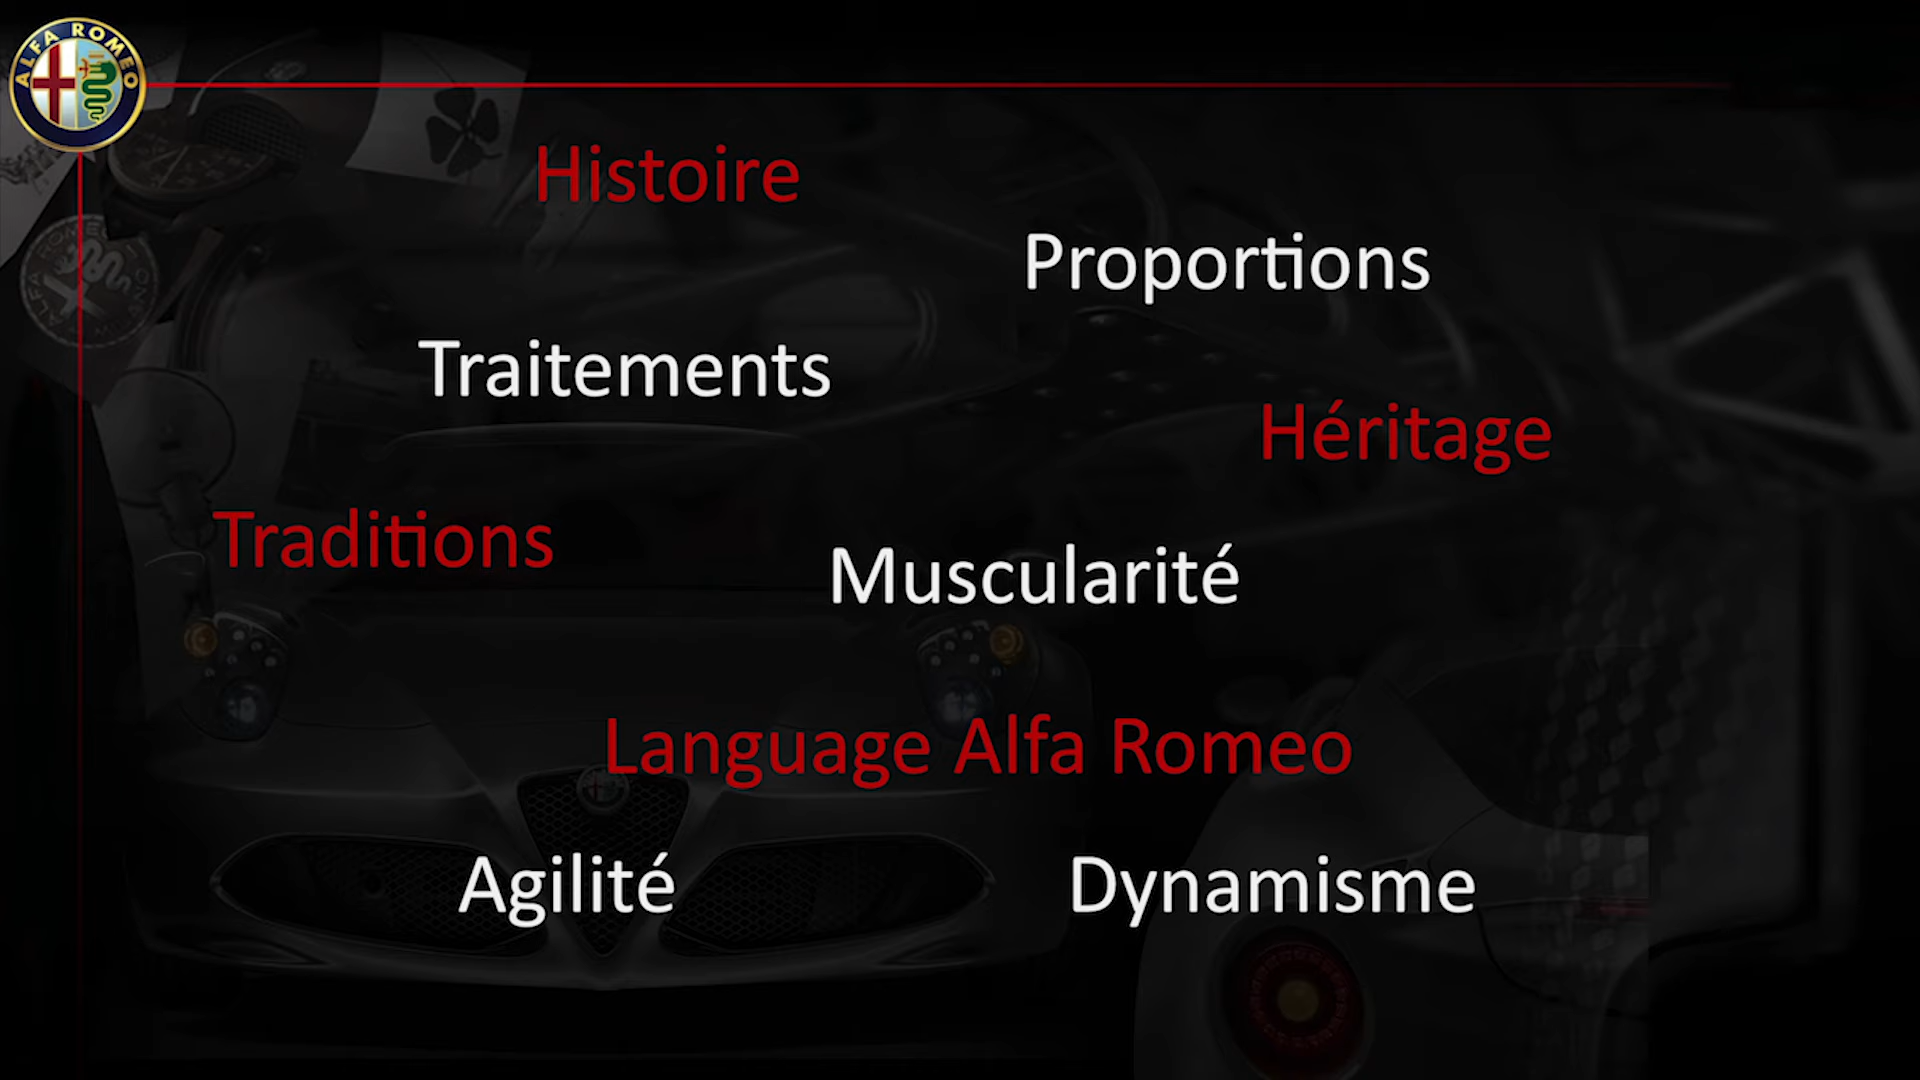 ALFA ROMEO
Histoire
Proportions
Traitements
Héritage
Traditions
Muscularité
Language Alfa Romeo
Agilité
Dynamisme